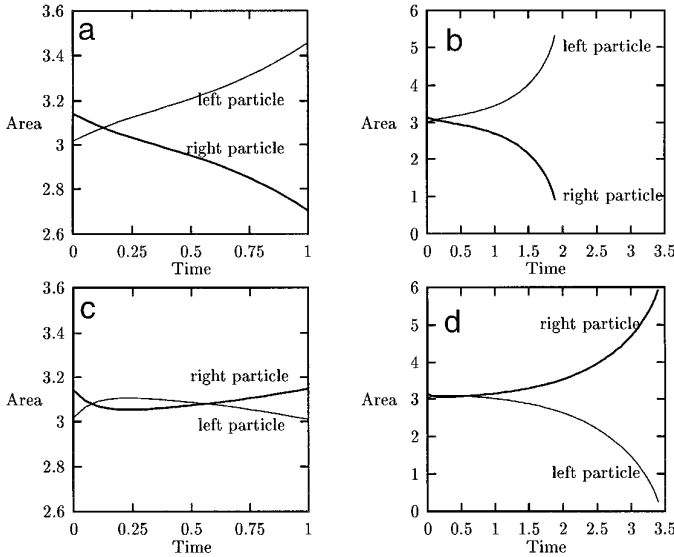 a
3.6
3.4
3.2
Area
3
2.8
2.6
left particle
right particle
0 0.25 0.5 0.75 1
Time
b
6
5
4
Area
3
2
1
0
left particle
right particle
0 0.5 1 1.5 2 2.5 3 3.5
Time
c
3.6
3.4
3.2
Area
3
2.8
2.6
right particle
left particle
0 0.25 0.5 0.75 1
Time
d
6
5
4
Area
3
2
1
0
right particle
left particle
0 0.5 1 1.5 2 2.5 3 3.5
Time